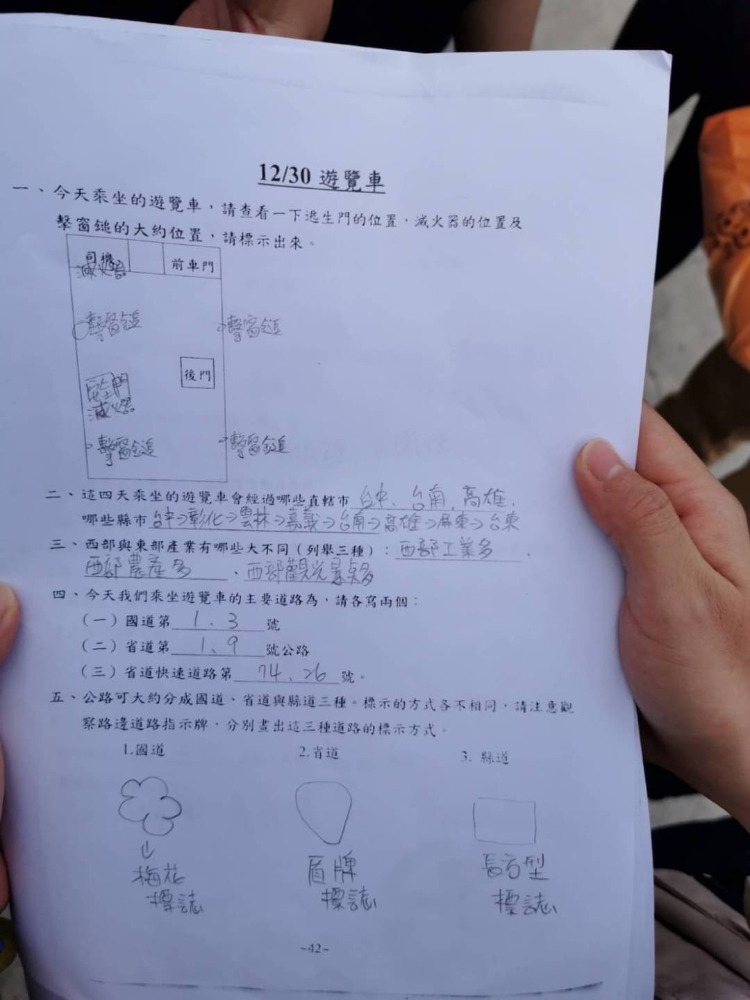 12/30 遊覽車
一、今天乘坐的遊覽車，請查看一下逃生門的位置，滅火器的位置及
擊窗鎚的大約位置，請標示出來。
司機 前車門
滅火器
擊窗鎚 擊窗鎚
後門
安全門
滅火器
擊窗鎚 擊窗鎚
二、這四天乘坐的遊覽車會經過哪些直轄市 台中、台南、高雄，
哪些縣市 台中→彰化→雲林→嘉義→台南→高雄→屏東→台東
三、西部與東部產業有哪些大不同（列舉三種）：西部工業多、
西部農產多、西部觀光景點多
四、今天我們乘坐遊覽車的主要道路為，請各寫兩個：
（一）國道第 1、3 號
（二）省道第 1、9 號公路
（三）省道快速道路第 74、26 號。
五、公路可大約分成國道、省道與縣道三種。標示的方式各不相同，請注意觀
察路邊道路指示牌，分別畫出這三種道路的標示方式。
1.國道 2.省道 3. 縣道
梅花 盾牌 長方型
標誌 標誌 標誌
~42~